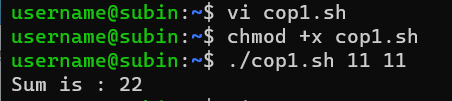 username@subin:~$ vi cop1.sh
username@subin:~$ chmod +x cop1.sh
username@subin:~$ ./cop1.sh 11 11
Sum is : 22